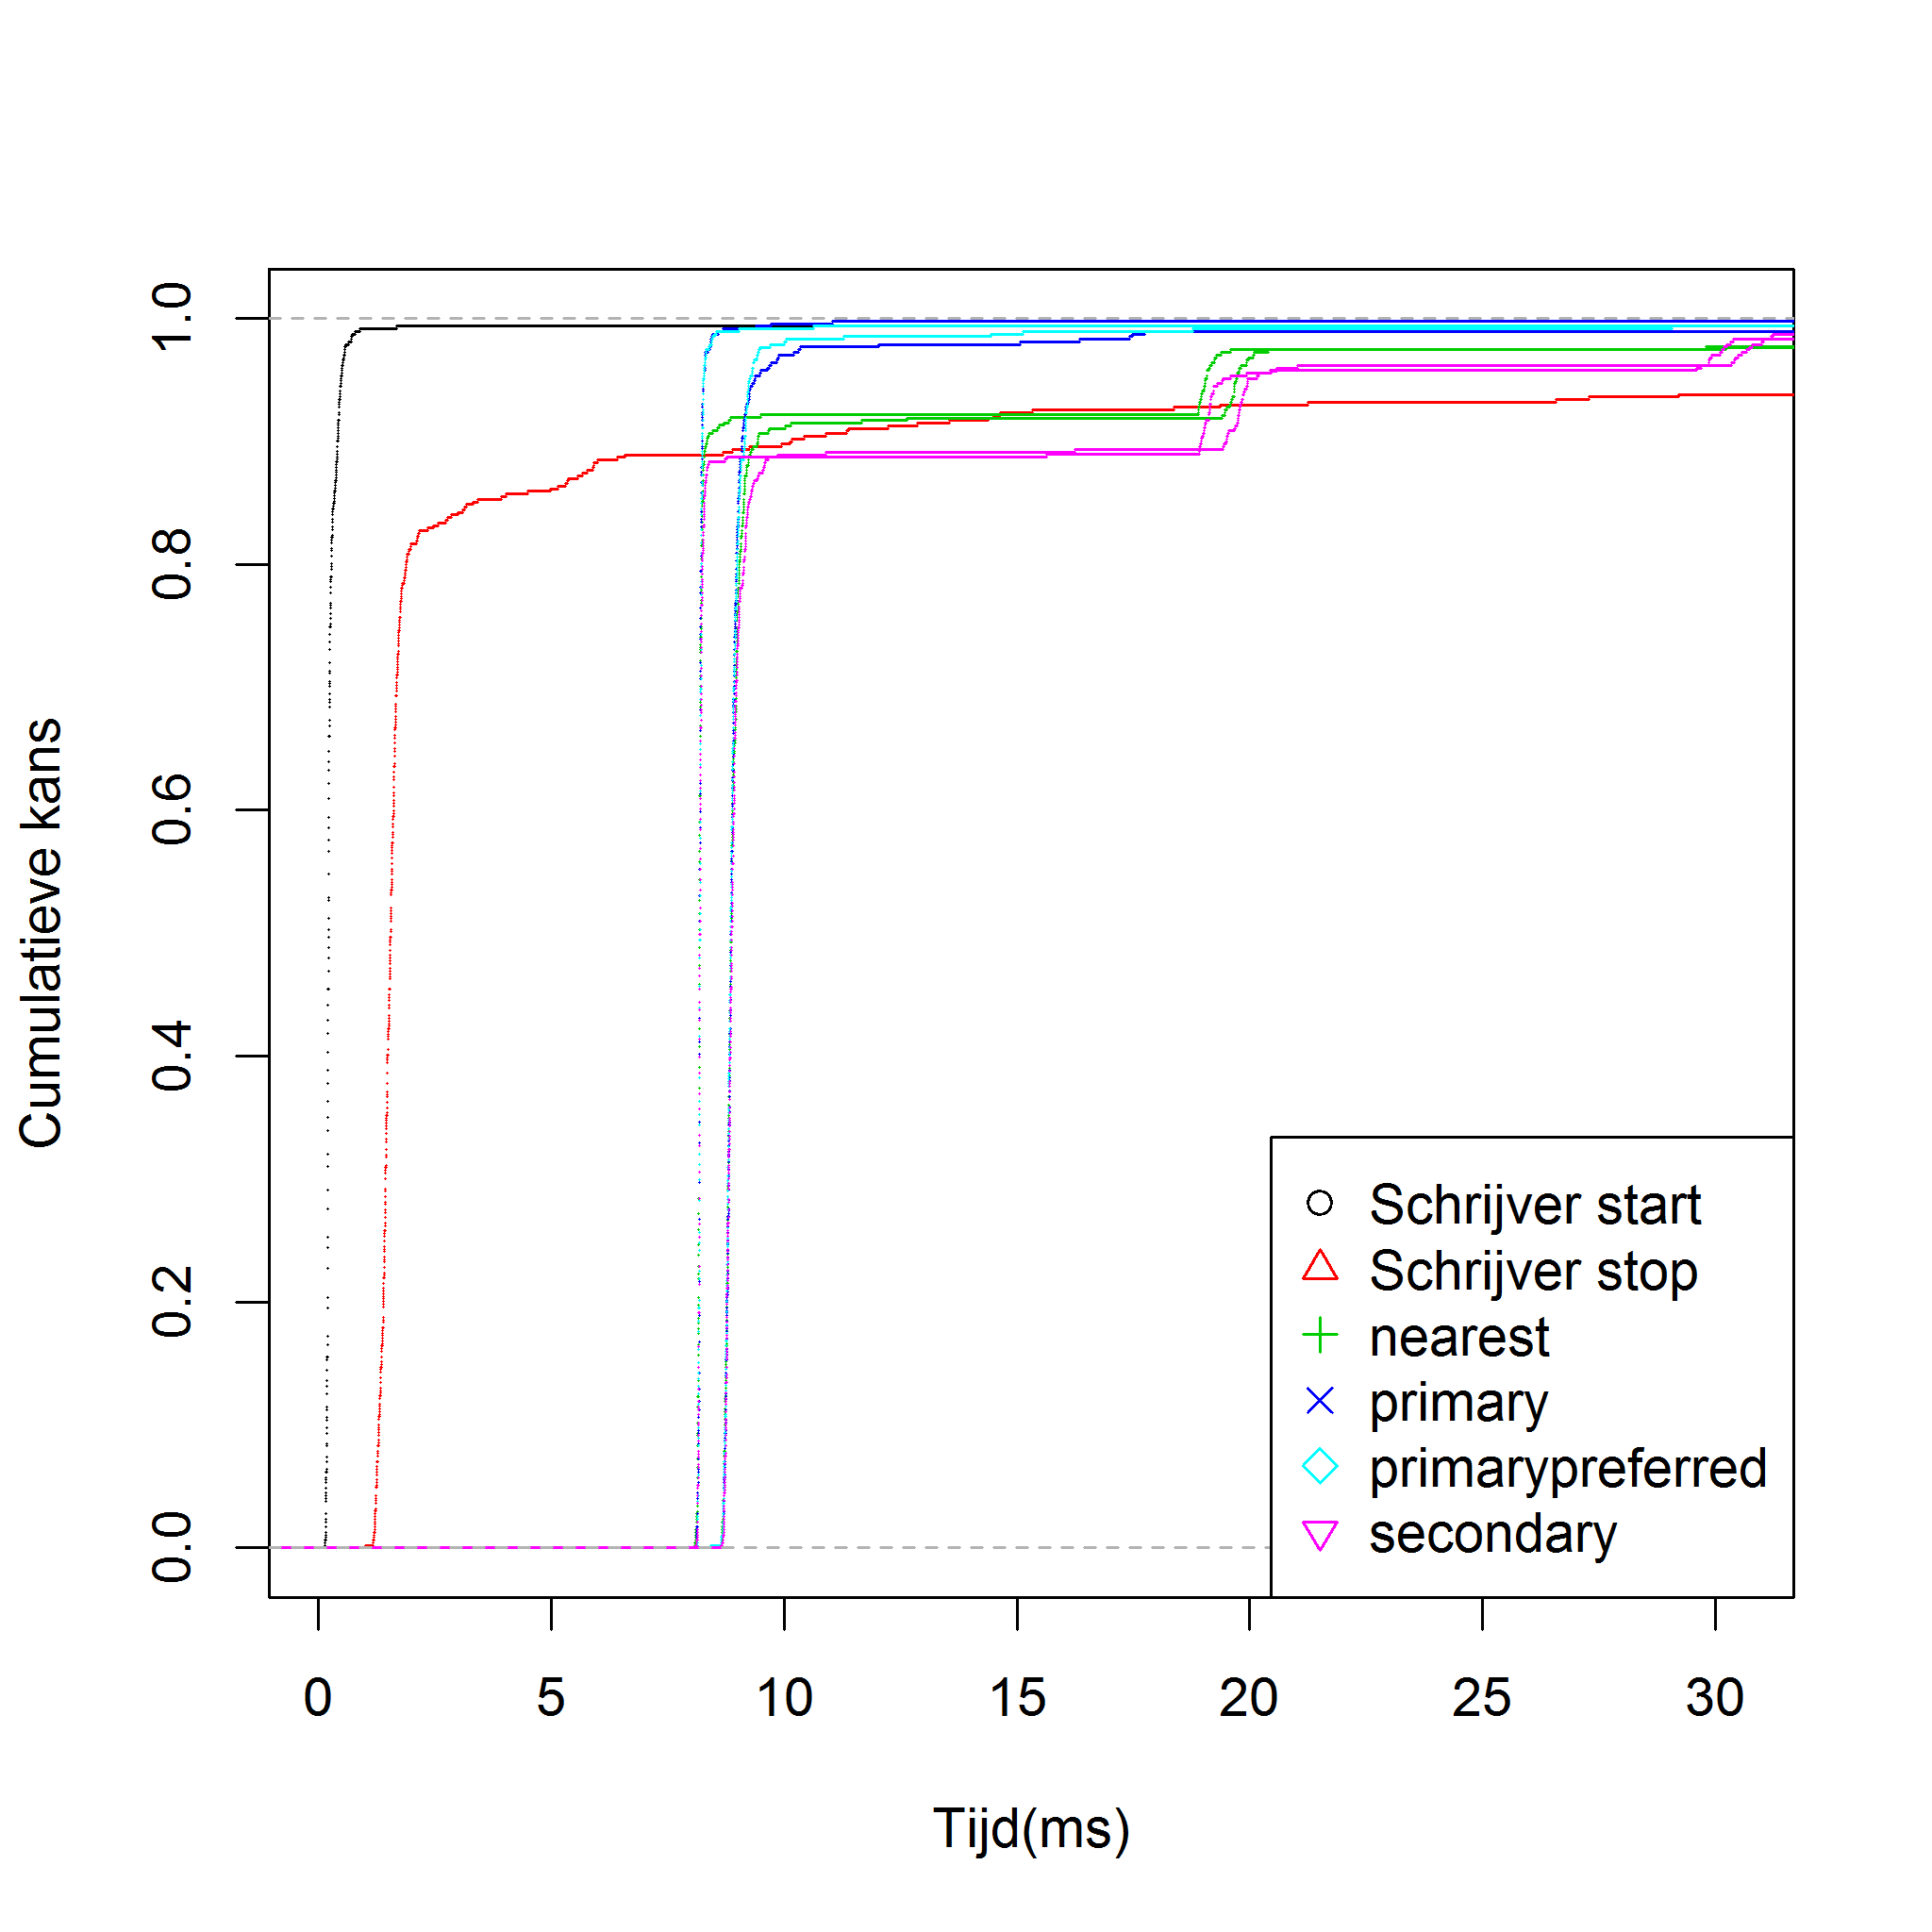 Cumulatieve kans
1.0
0.8
0.6
0.4
0.2
0.0
Schrijver start
Schrijver stop
nearest
primary
primarypreferred
secondary
0 5 10 15 20 25 30
Tijd(ms)